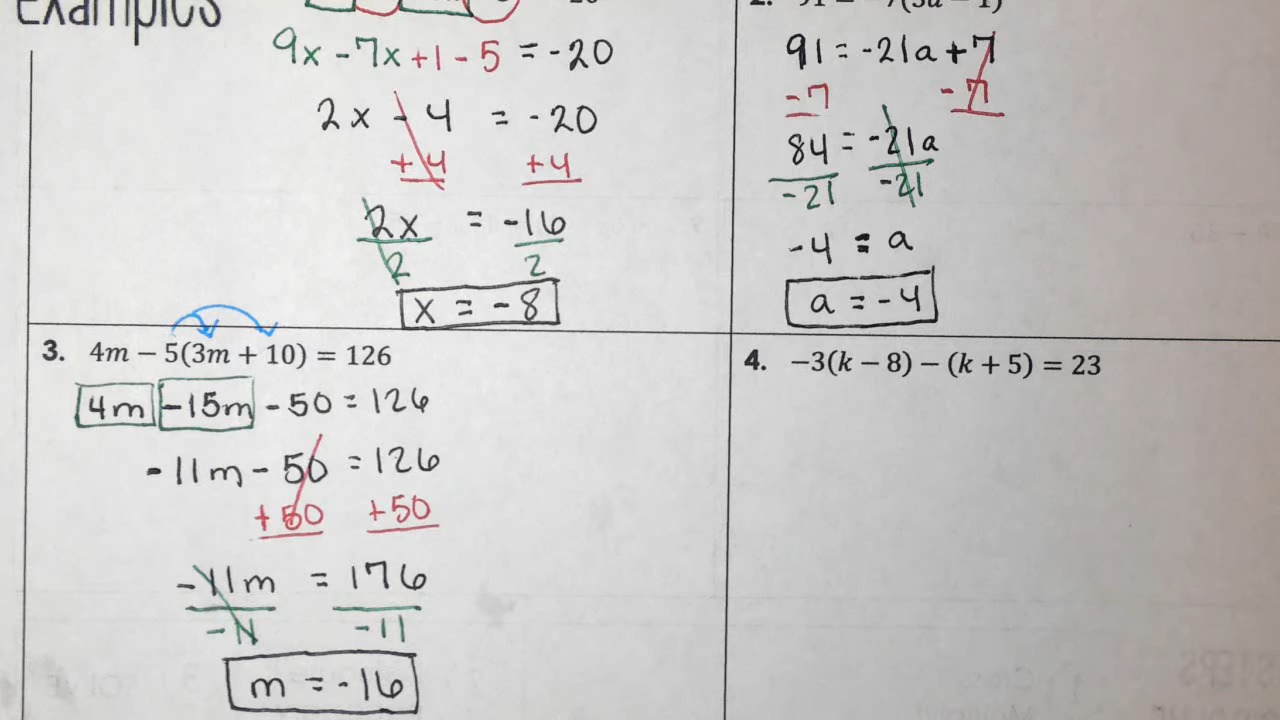 Examples
9x - 7x + 1 - 5 = -20
2x - 4 = -20
+ 4 +4
2x = -16
2 2
x = -8
91 = -21a + 7
-7 -7
84 = -21a
-21 -21
-4 = a
a = -4
3. 4m − 5(3m + 10) = 126
4m -15m - 50 = 126
-11m - 50 = 126
+50 +50
-11m = 176
-11 -11
m = -16
4. −3(k − 8) − (k + 5) = 23